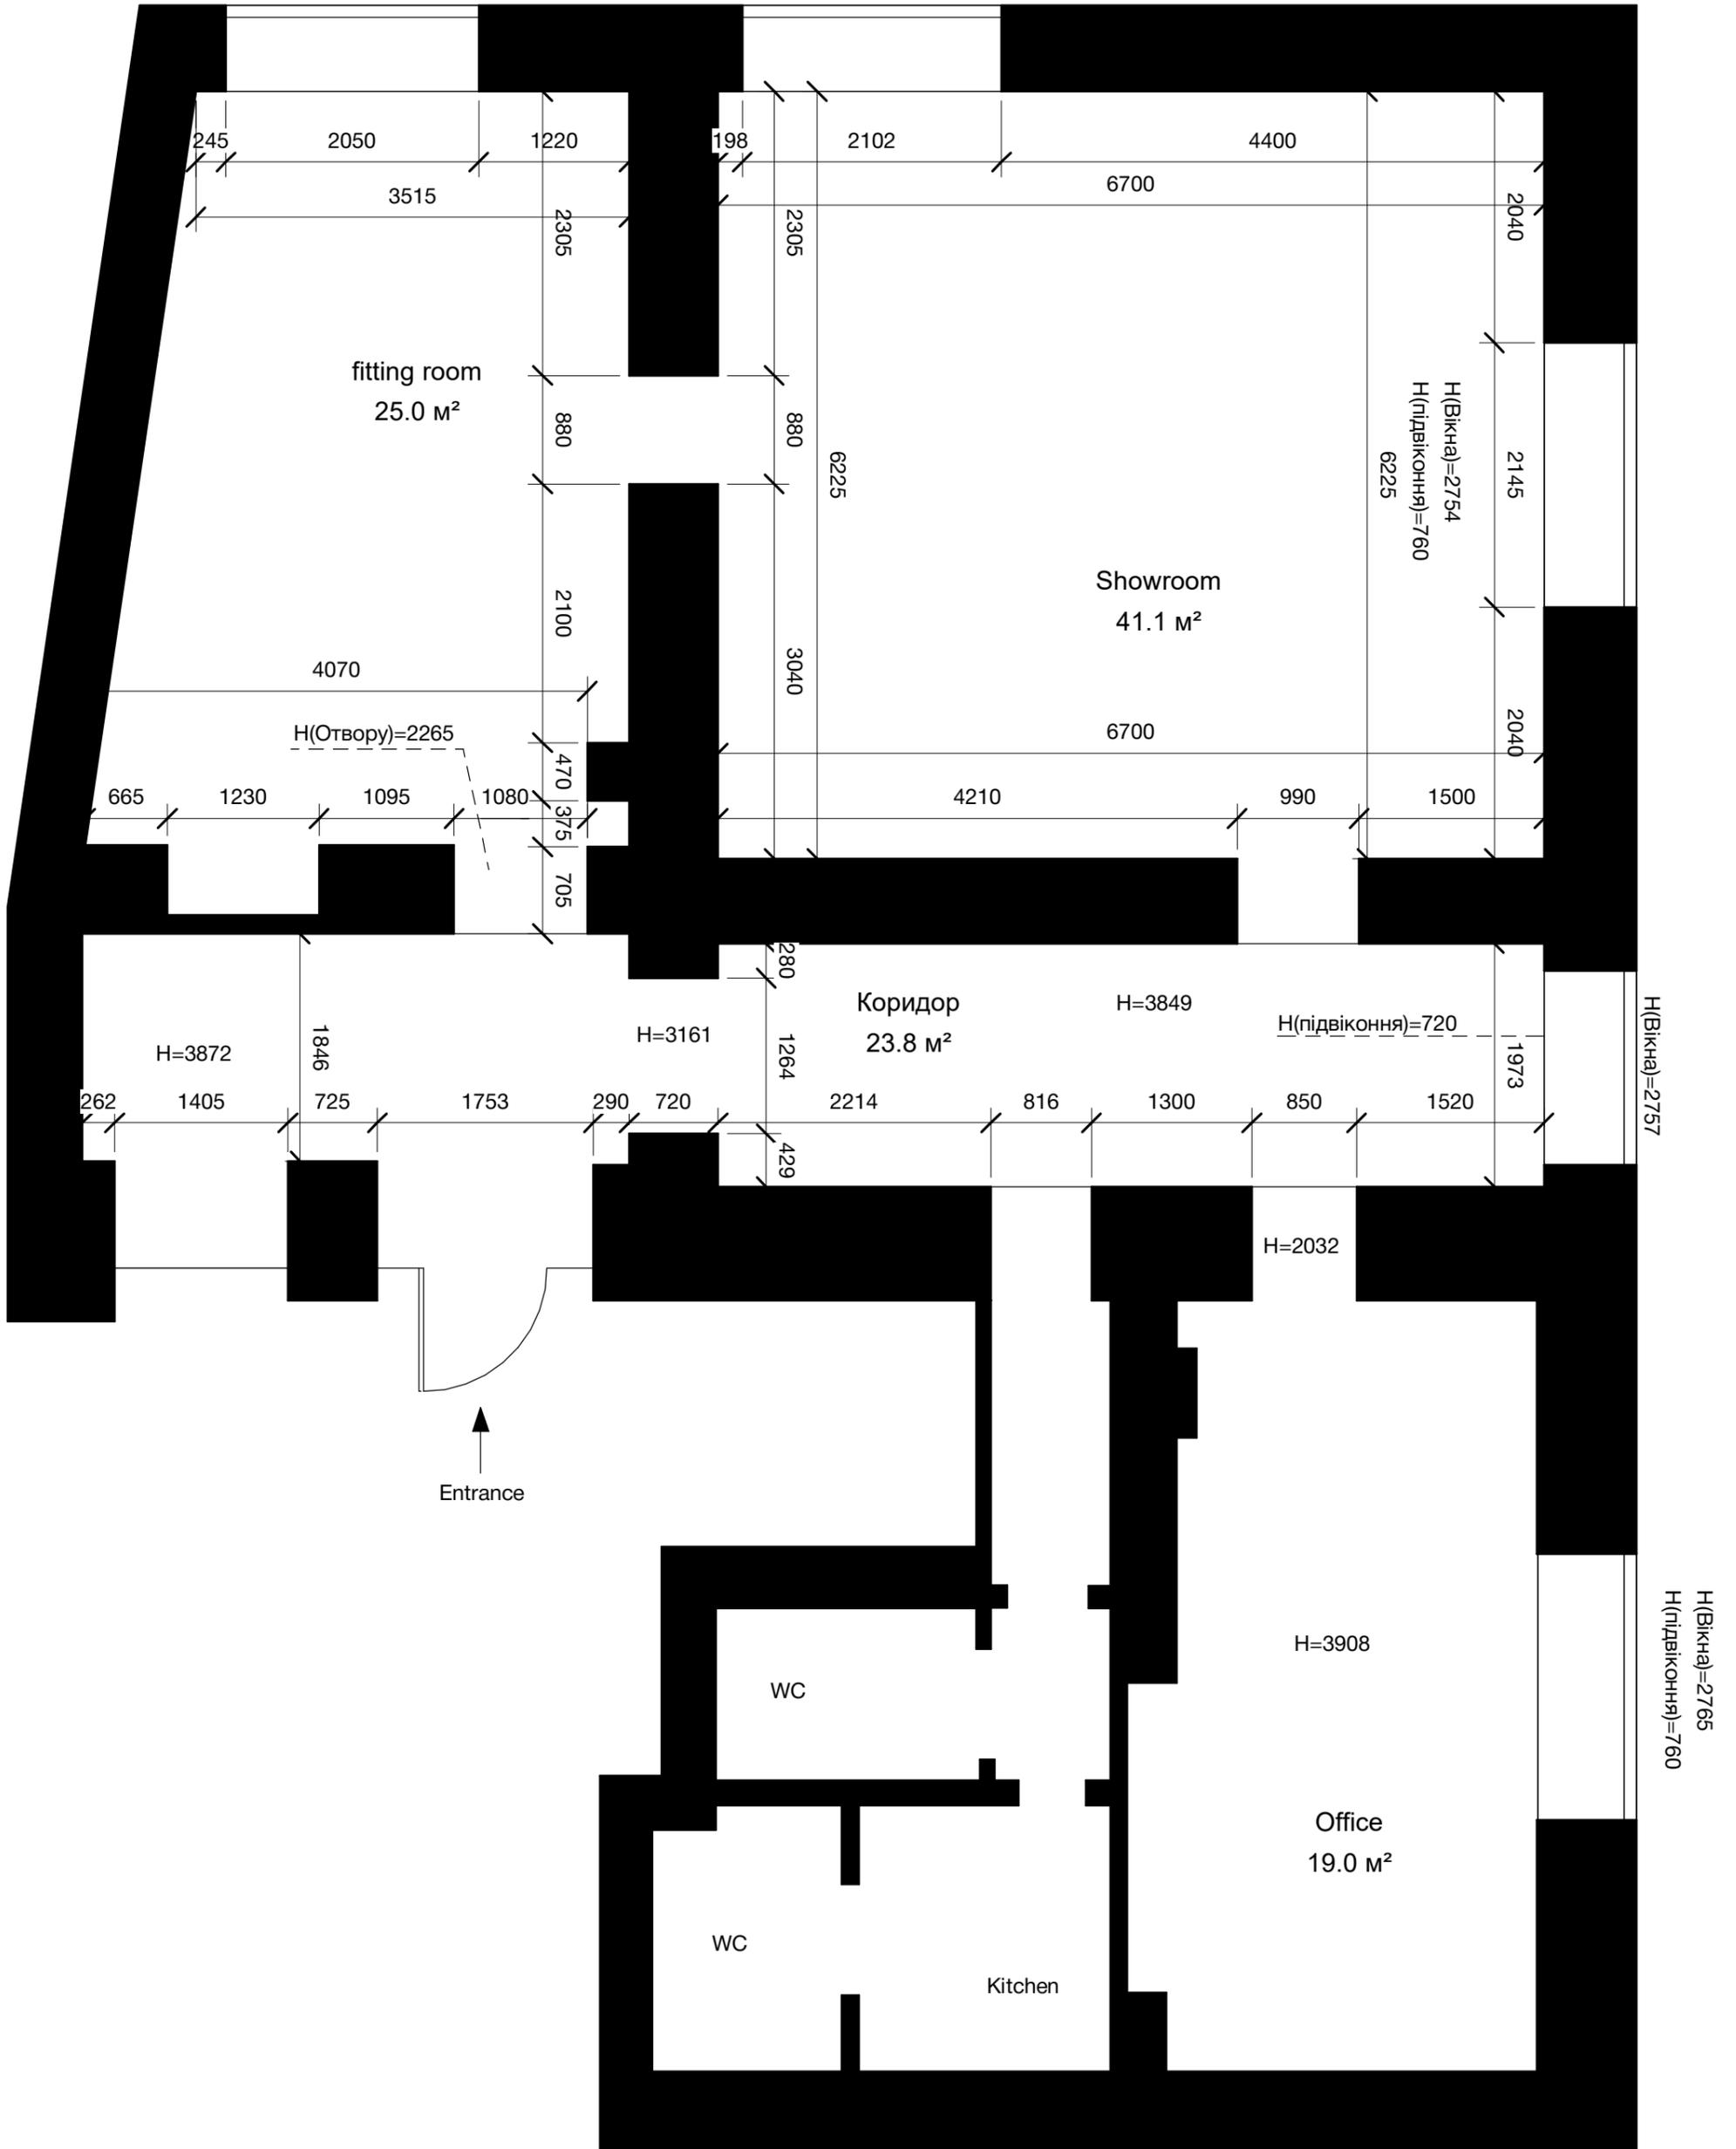 245
2050
1220
198
2102
4400
3515
6700
2305
2305
2040
fitting room
25.0 м²
880
880
6225
6225
H(Вікна)=2754
H(підвіконня)=760
2145
Showroom
41.1 м²
2100
3040
4070
6700
2040
H(Отвору)=2265
470
665
1230
1095
1080
375
4210
990
1500
705
280
Коридор
23.8 м²
H=3849
H(підвіконня)=720
H(Вікна)=2757
H=3872
1846
H=3161
1264
1973
262
1405
725
1753
290
720
2214
816
1300
850
1520
429
H=2032
Entrance
H=3908
H(Вікна)=2765
H(підвіконня)=760
WC
Office
19.0 м²
WC
Kitchen